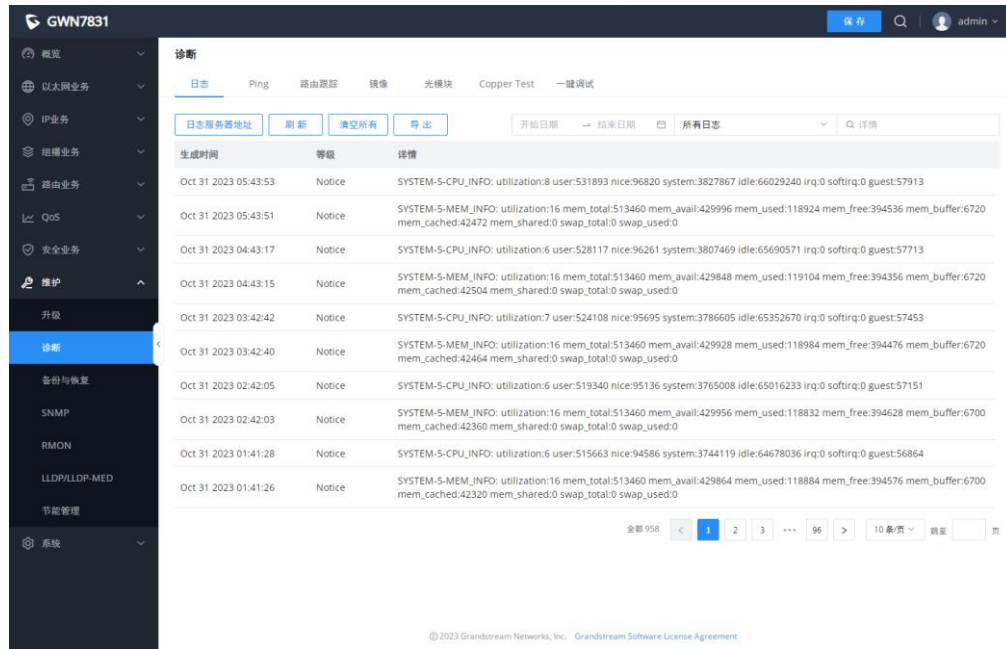 GWN7831
保存
admin
概览
以太网业务
IP业务
组播业务
路由业务
QoS
安全业务
维护
升级
诊断
备份与恢复
SNMP
RMON
LLDP/LLDP-MED
节能管理
系统
诊断
日志 Ping 路由跟踪 镜像 光模块 Copper Test 一键调试
日志服务器地址 刷新 清空所有 导出 开始日期 → 结束日期 所有日志 详情
生成时间 等级 详情
Oct 31 2023 05:43:53 Notice SYSTEM-5-CPU_INFO: utilization:8 user:531893 nice:96820 system:3827867 idle:66029240 irq:0 softirq:0 guest:57913
Oct 31 2023 05:43:51 Notice SYSTEM-5-MEM_INFO: utilization:16 mem_total:513460 mem_avail:429996 mem_used:118924 mem_free:394536 mem_buffer:6720
mem_cached:42472 mem_shared:0 swap_total:0 swap_used:0
Oct 31 2023 04:43:17 Notice SYSTEM-5-CPU_INFO: utilization:6 user:528117 nice:96261 system:3807469 idle:65690571 irq:0 softirq:0 guest:57713
Oct 31 2023 04:43:15 Notice SYSTEM-5-MEM_INFO: utilization:16 mem_total:513460 mem_avail:429848 mem_used:119104 mem_free:394356 mem_buffer:6720
mem_cached:42504 mem_shared:0 swap_total:0 swap_used:0
Oct 31 2023 03:42:42 Notice SYSTEM-5-CPU_INFO: utilization:7 user:524108 nice:95695 system:3786605 idle:65352670 irq:0 softirq:0 guest:57453
Oct 31 2023 03:42:40 Notice SYSTEM-5-MEM_INFO: utilization:16 mem_total:513460 mem_avail:429928 mem_used:118984 mem_free:394476 mem_buffer:6720
mem_cached:42464 mem_shared:0 swap_total:0 swap_used:0
Oct 31 2023 02:42:05 Notice SYSTEM-5-CPU_INFO: utilization:6 user:519340 nice:95136 system:3765008 idle:65016233 irq:0 softirq:0 guest:57151
Oct 31 2023 02:42:03 Notice SYSTEM-5-MEM_INFO: utilization:16 mem_total:513460 mem_avail:429956 mem_used:118832 mem_free:394628 mem_buffer:6700
mem_cached:42360 mem_shared:0 swap_total:0 swap_used:0
Oct 31 2023 01:41:28 Notice SYSTEM-5-CPU_INFO: utilization:6 user:515663 nice:94586 system:3744119 idle:64678036 irq:0 softirq:0 guest:56864
Oct 31 2023 01:41:26 Notice SYSTEM-5-MEM_INFO: utilization:16 mem_total:513460 mem_avail:429864 mem_used:118884 mem_free:394576 mem_buffer:6700
mem_cached:42320 mem_shared:0 swap_total:0 swap_used:0
全部 958 < 1 2 3 ··· 96 > 10 条/页 跳至 页
© 2023 Grandstream Networks, Inc. Grandstream Software License Agreement